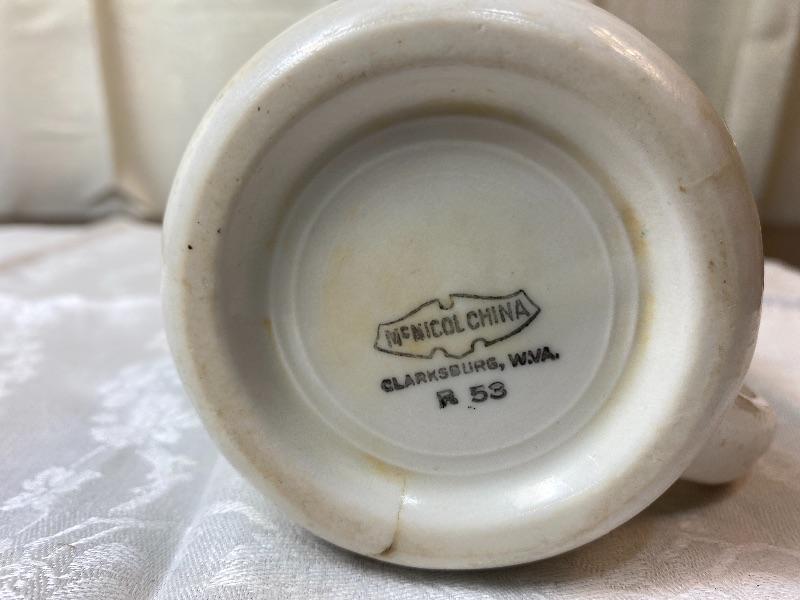 McNICOL CHINA
CLARKSBURG, W.VA.
R 53